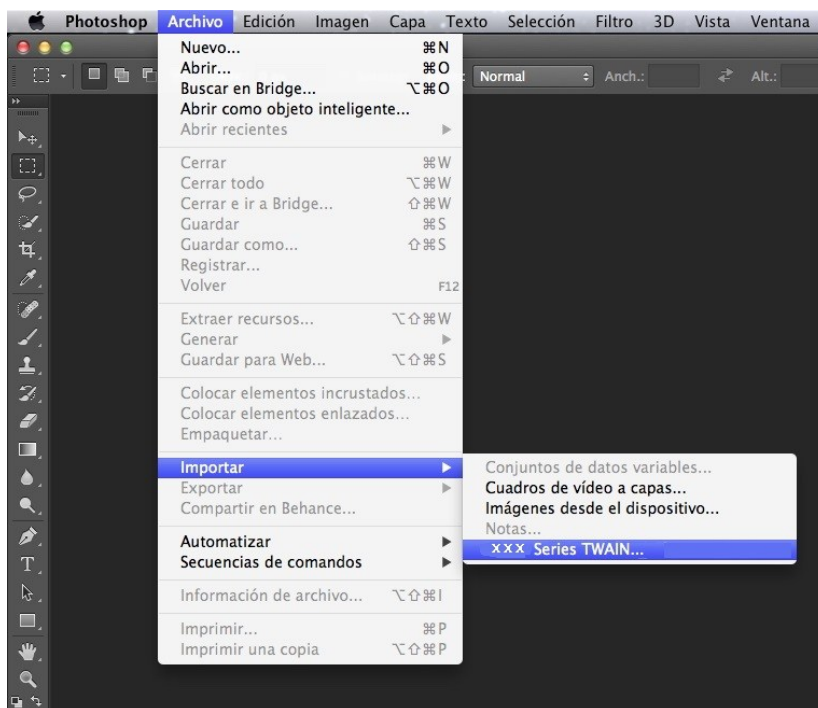 Photoshop Archivo Edición Imagen Capa Texto Selección Filtro 3D Vista Ventana
Normal Anch.: Alt.:
Nuevo... ⌘N
Abrir... ⌘O
Buscar en Bridge... ⌥⌘O
Abrir como objeto inteligente...
Abrir recientes
Cerrar ⌘W
Cerrar todo ⌥⌘W
Cerrar e ir a Bridge... ⇧⌘W
Guardar ⌘S
Guardar como... ⇧⌘S
Registrar...
Volver F12
Extraer recursos... ⌥⇧⌘W
Generar
Guardar para Web... ⌥⇧⌘S
Colocar elementos incrustados...
Colocar elementos enlazados...
Empaquetar...
Importar
Exportar
Compartir en Behance...
Automatizar
Secuencias de comandos
Información de archivo... ⌥⇧⌘I
Imprimir... ⌘P
Imprimir una copia ⌥⇧⌘P
Conjuntos de datos variables...
Cuadros de vídeo a capas...
Imágenes desde el dispositivo...
Notas...
XXX Series TWAIN...